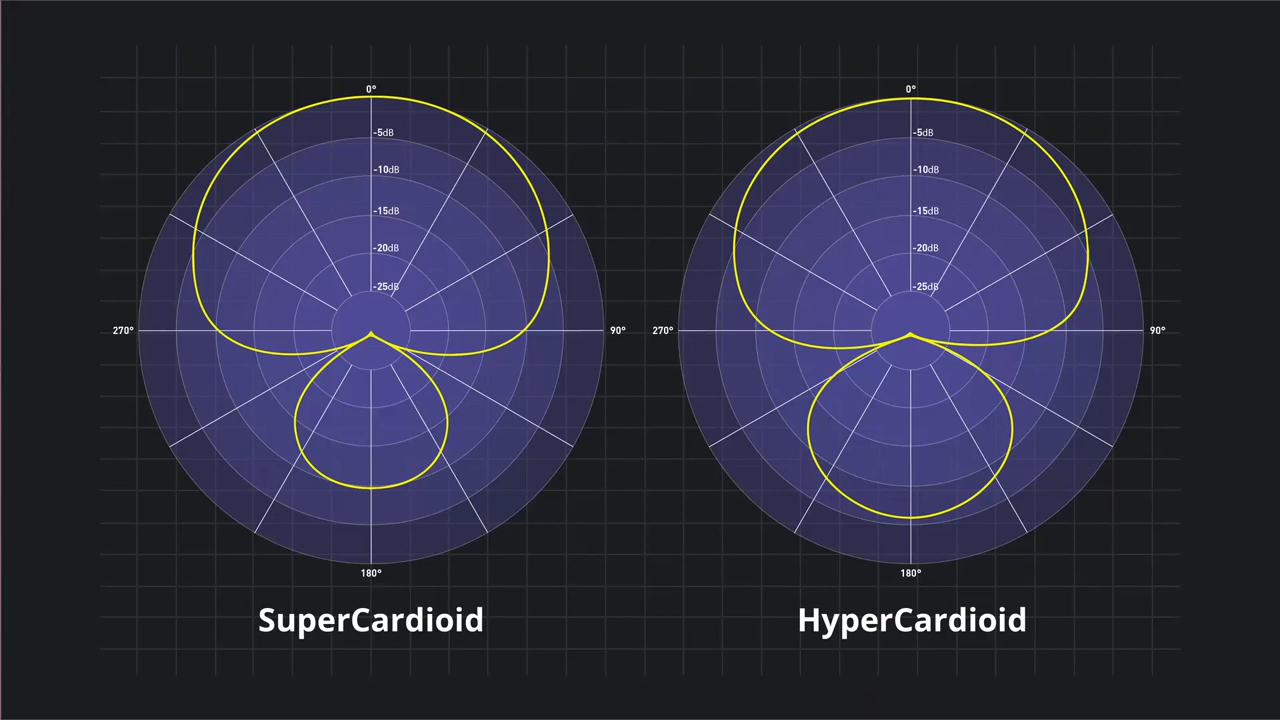 0°
-5dB
-10dB
-15dB
-20dB
-25dB
270°
90°
180°
SuperCardioid
0°
-5dB
-10dB
-15dB
-20dB
-25dB
270°
90°
180°
HyperCardioid